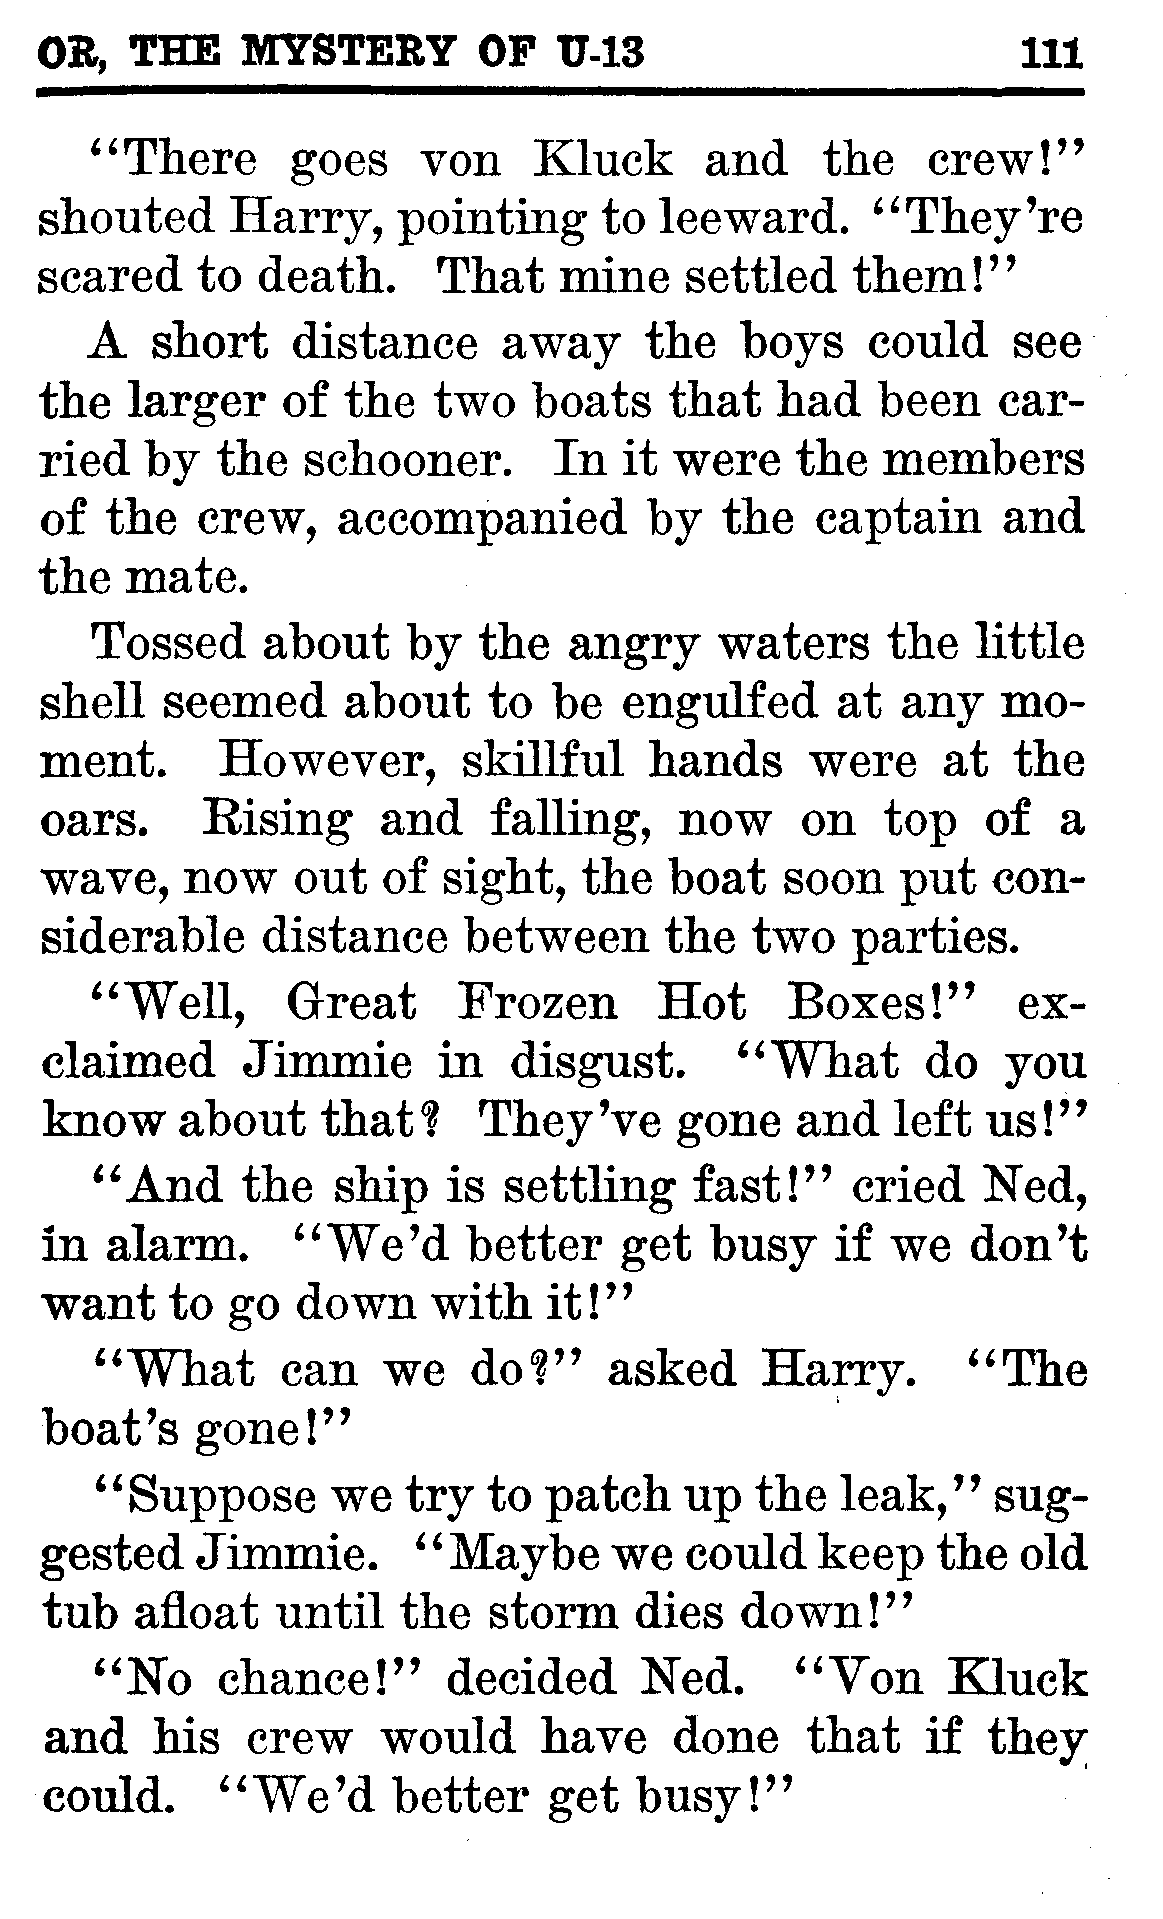 OR, THE MYSTERY OF U-13 111
"There goes von Kluck and the crew!"
shouted Harry, pointing to leeward. "They're
scared to death. That mine settled them!"
A short distance away the boys could see
the larger of the two boats that had been car-
ried by the schooner. In it were the members
of the crew, accompanied by the captain and
the mate.
Tossed about by the angry waters the little
shell seemed about to be engulfed at any mo-
ment. However, skillful hands were at the
oars. Rising and falling, now on top of a
wave, now out of sight, the boat soon put con-
siderable distance between the two parties.
"Well, Great Frozen Hot Boxes!" ex-
claimed Jimmie in disgust. "What do you
know about that? They've gone and left us!"
"And the ship is settling fast!" cried Ned,
in alarm. "We'd better get busy if we don't
want to go down with it!"
"What can we do?" asked Harry. "The
boat's gone!"
"Suppose we try to patch up the leak," sug-
gested Jimmie. "Maybe we could keep the old
tub afloat until the storm dies down!"
"No chance!" decided Ned. "Von Kluck
and his crew would have done that if they
could. "We'd better get busy!"